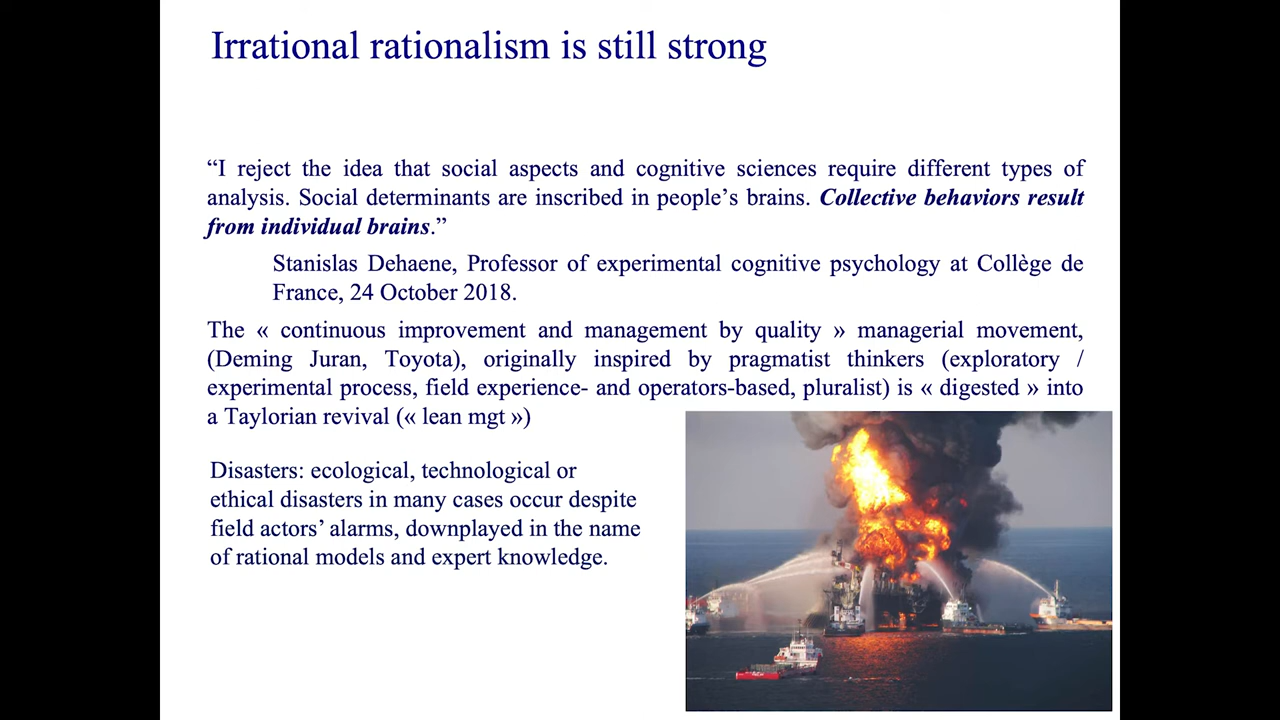 Irrational rationalism is still strong
“I reject the idea that social aspects and cognitive sciences require different types of
analysis. Social determinants are inscribed in people’s brains. Collective behaviors result
from individual brains.”
Stanislas Dehaene, Professor of experimental cognitive psychology at Collège de
France, 24 October 2018.
The « continuous improvement and management by quality » managerial movement,
(Deming Juran, Toyota), originally inspired by pragmatist thinkers (exploratory /
experimental process, field experience- and operators-based, pluralist) is « digested » into
a Taylorian revival (« lean mgt »)
Disasters: ecological, technological or
ethical disasters in many cases occur despite
field actors’ alarms, downplayed in the name
of rational models and expert knowledge.